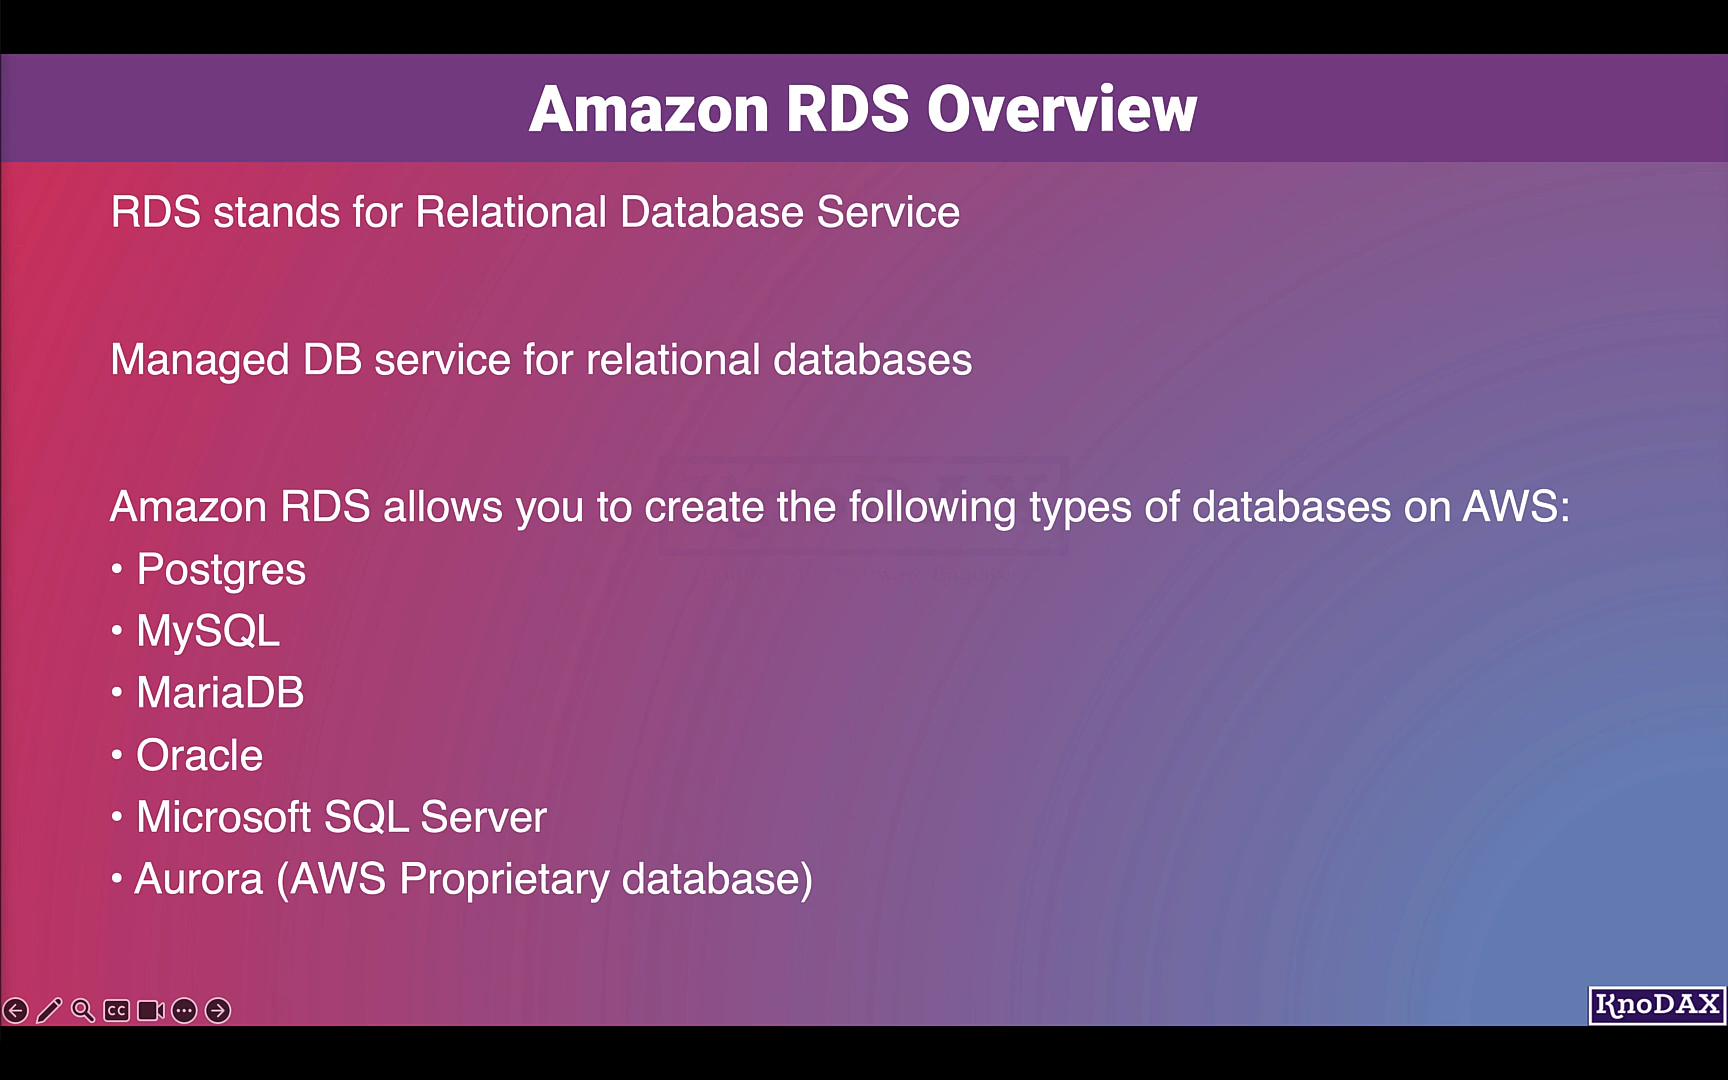 Amazon RDS Overview
RDS stands for Relational Database Service
Managed DB service for relational databases
Amazon RDS allows you to create the following types of databases on AWS:
• Postgres
• MySQL
• MariaDB
• Oracle
• Microsoft SQL Server
• Aurora (AWS Proprietary database)
CC
KnoDAX